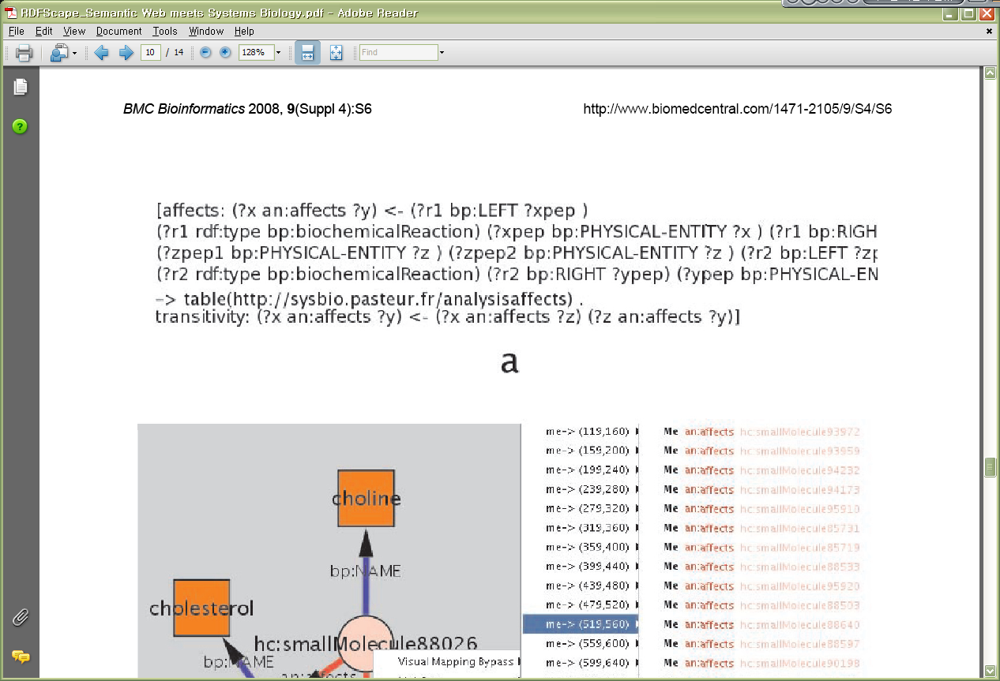 RDFScape_Semantic Web meets Systems Biology.pdf - Adobe Reader
File Edit View Document Tools Window Help
10 / 14 128% Find
BMC Bioinformatics 2008, 9(Suppl 4):S6 http://www.biomedcentral.com/1471-2105/9/S4/S6
[affects: (?x an:affects ?y) <- (?r1 bp:LEFT ?xpep )
(?r1 rdf:type bp:biochemicalReaction) (?xpep bp:PHYSICAL-ENTITY ?x ) (?r1 bp:RIGH
(?zpep1 bp:PHYSICAL-ENTITY ?z ) (?zpep2 bp:PHYSICAL-ENTITY ?z ) (?r2 bp:LEFT ?zp
(?r2 rdf:type bp:biochemicalReaction) (?r2 bp:RIGHT ?ypep) (?ypep bp:PHYSICAL-EN
-> table(http://sysbio.pasteur.fr/analysisaffects) .
transitivity: (?x an:affects ?y) <- (?x an:affects ?z) (?z an:affects ?y)]
a
choline
bp:NAME
cholesterol
hc:smallMolecule88026
bp:NAME
an:affects
Visual Mapping Bypass
me-> (119,160) Me an:affects hc:smallMolecule93972
me-> (159,200) Me an:affects hc:smallMolecule93959
me-> (199,240) Me an:affects hc:smallMolecule94232
me-> (239,280) Me an:affects hc:smallMolecule94173
me-> (279,320) Me an:affects hc:smallMolecule95910
me-> (319,360) Me an:affects hc:smallMolecule85731
me-> (359,400) Me an:affects hc:smallMolecule85719
me-> (399,440) Me an:affects hc:smallMolecule88533
me-> (439,480) Me an:affects hc:smallMolecule95920
me-> (479,520) Me an:affects hc:smallMolecule88503
me-> (519,560) Me an:affects hc:smallMolecule88640
me-> (559,600) Me an:affects hc:smallMolecule88597
me-> (599,640) Me an:affects hc:smallMolecule90198